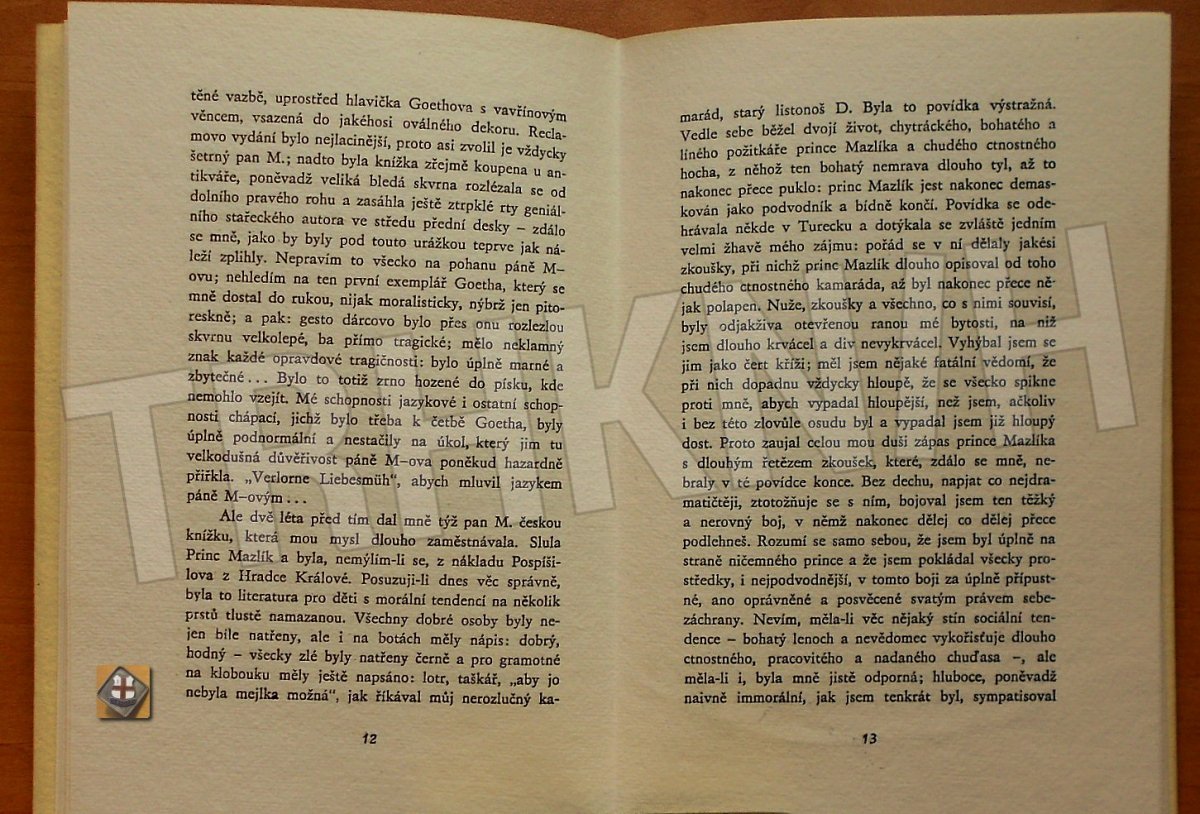 těné vazbě, uprostřed hlavička Goethova s vavřínovým
věncem, vsazená do jakéhosi oválného dekoru. Recla-
movo vydání bylo nejlacinější, proto asi zvolil je vždycky
šetrný pan M.; nadto byla knížka zřejmě koupena u an-
tikváře, poněvadž veliká bledá skvrna rozlézala se od
dolního pravého rohu a zasáhla ještě ztrpklé rty geniál-
ního stařeckého autora ve středu přední desky – zdálo
se mně, jako by byly pod touto urážkou teprve jak ná-
leží zplihly. Nepravím to všecko na pohanu páně M–
ovu; nehledím na ten první exemplář Goetha, který se
mně dostal do rukou, nijak moralisticky, nýbrž jen pito-
reskně; a pak: gesto dárcovo bylo přes onu rozlezlou
skvrnu velkolepé, ba přímo tragické; mělo neklamný
znak každé opravdové tragičnosti: bylo úplně marné a
zbytečné... Bylo to totiž zrno hozené do písku, kde
nemohlo vzejít. Mé schopnosti jazykové i ostatní schop-
nosti chápací, jichž bylo třeba k četbě Goetha, byly
úplně podnormální a nestačily na úkol, který jim tu
velkodušná důvěřivost páně M–ova poněkud hazardně
přiřkla. „Verlorne Liebesmüh“, abych mluvil jazykem
páně M–ovým...
Ale dvě léta před tím dal mně týž pan M. českou
knížku, která mou mysl dlouho zaměstnávala. Slula
Princ Mazlík a byla, nemýlím-li se, z nákladu Pospíši-
lova z Hradce Králové. Posuzuji-li dnes věc správně,
byla to literatura pro děti s morální tendencí na několik
prstů tlustě namazanou. Všechny dobré osoby byly ne-
jen bíle natřeny, ale i na botách měly nápis: dobrý,
hodný – všecky zlé byly natřeny černě a pro gramotné
na klobouku měly ještě napsáno: lotr, taškář, „aby jo
nebyla mejlka možná“, jak říkával můj nerozlučný ka-
12
marád, starý listonoš D. Byla to povídka výstražná.
Vedle sebe běžel dvojí život, chytráckého, bohatého a
líného požitkáře prince Mazlíka a chudého ctnostného
hocha, z něhož ten bohatý nemrava dlouho tyl, až to
nakonec přece puklo: princ Mazlík jest nakonec demas-
kován jako podvodník a bídně končí. Povídka se ode-
hrávala někde v Turecku a dotýkala se zvláště jedním
velmi žhavě mého zájmu: pořád se v ní dělaly jakési
zkoušky, při nichž princ Mazlík dlouho opisoval od toho
chudého ctnostného kamaráda, až byl nakonec přece ně-
jak polapen. Nuže, zkoušky a všechno, co s nimi souvisí,
byly odjakživa otevřenou ranou mé bytosti, na niž
jsem dlouho krvácel a div nevykrvácel. Vyhýbal jsem se
jim jako čert kříži; měl jsem nějaké fatální vědomí, že
při nich dopadnu vždycky hloupě, že se všecko spikne
proti mně, abych vypadal hloupější, než jsem, ačkoliv
i bez této zlovůle osudu byl a vypadal jsem již hloupý
dost. Proto zaujal celou mou duši zápas prince Mazlíka
s dlouhým řetězem zkoušek, které, zdálo se mně, ne-
braly v té povídce konce. Bez dechu, napjat co nejdra-
matičtěji, ztotožňuje se s ním, bojoval jsem ten těžký
a nerovný boj, v němž nakonec dělej co dělej přece
podlehneš. Rozumí se samo sebou, že jsem byl úplně na
straně ničemného prince a že jsem pokládal všecky pro-
středky, i nejpodvodnější, v tomto boji za úplně přípust-
né, ano oprávněné a posvěcené svatým právem sebe-
záchrany. Nevím, měla-li věc nějaký stín sociální ten-
dence – bohatý lenoch a nevědomec vykořisťuje dlouho
ctnostného, pracovitého a nadaného chuďasa –, ale
měla-li i, byla mně jistě odporná; hluboce, poněvadž
naivně immorální, jak jsem tenkrát byl, sympatisoval
13